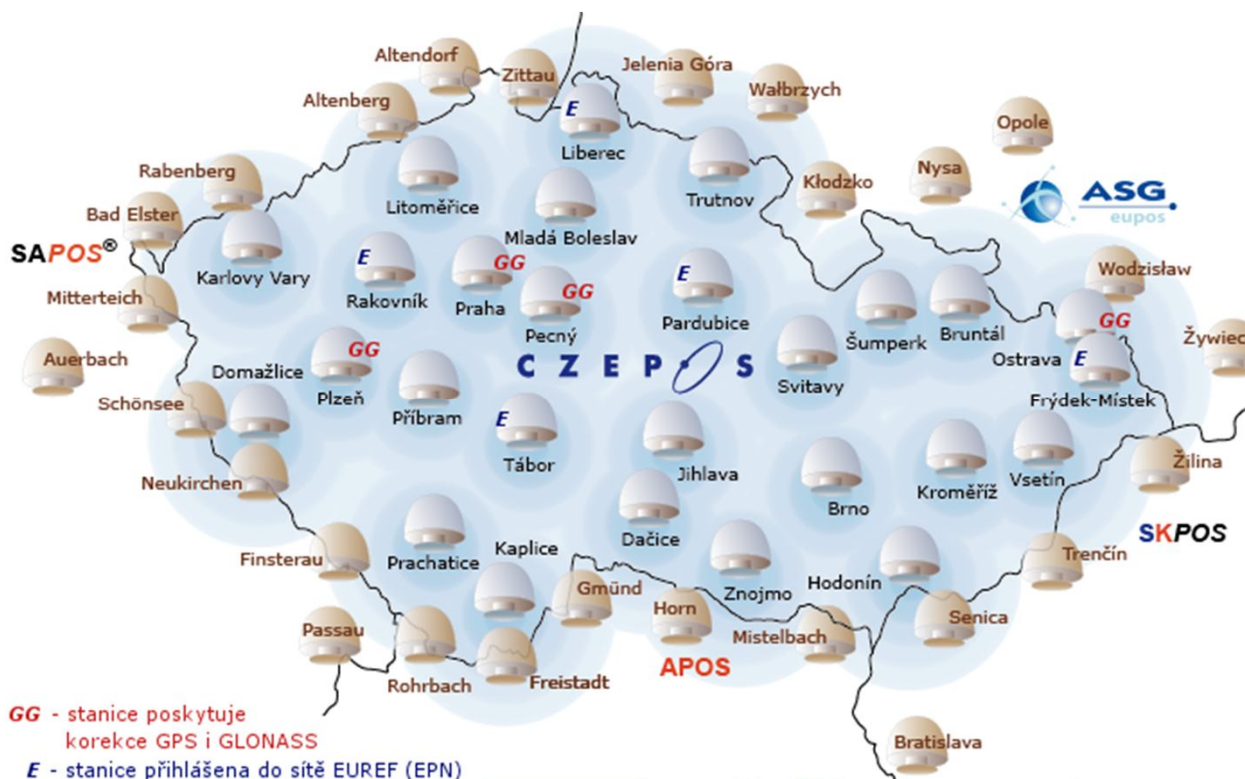 Altendorf
Zittau
Jelenia Góra
Wałbrzych
Altenberg
E
Liberec
Opole
Rabenberg
Litoměřice
Trutnov
Kłodzko
Nysa
ASG
eupos
Bad Elster
Mladá Boleslav
SAPOS®
Karlovy Vary
E
Rakovník
GG
Praha
GG
Pecný
E
Pardubice
Wodzisław
Mitterteich
Šumperk
Bruntál
GG
Ostrava
Żywiec
Auerbach
Domažlice
GG
Plzeň
CZEPOS
Svitavy
E
Frýdek-Místek
Schönsee
Příbram
E
Tábor
Jihlava
Neukirchen
Brno
Kroměříž
Vsetín
Žilina
Finsterau
Prachatice
Kaplice
Dačice
SKPOS
Trenčín
Gmünd
Znojmo
Hodonín
Passau
Horn
Mistelbach
Senica
APOS
Rohrbach
Freistadt
GG - stanice poskytuje
korekce GPS i GLONASS
Bratislava
E - stanice přihlášena do sítě EUREF (EPN)